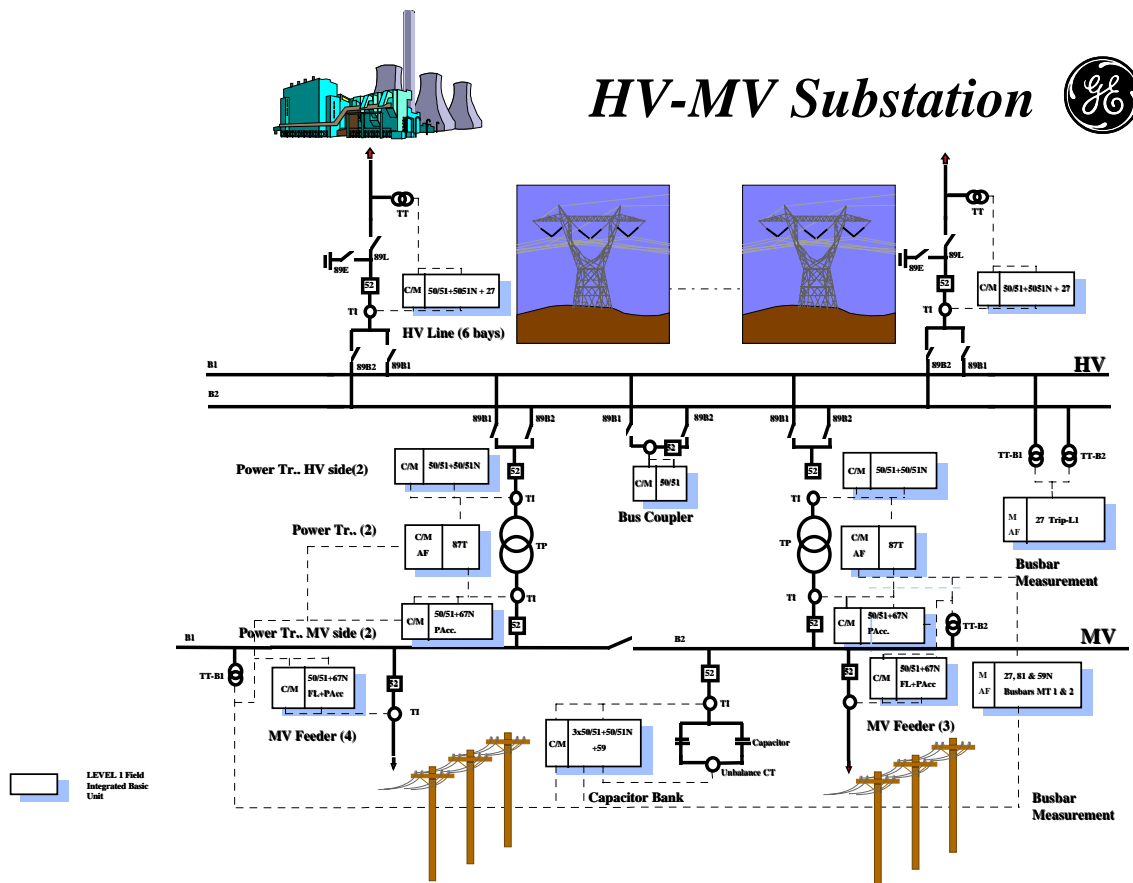 HV-MV Substation
GE
TT
TT
89L
89E
89L
89E
52
C/M
50/51+5051N + 27
52
C/M
50/51+5051N + 27
TI
TI
HV Line (6 bays)
89B2
89B1
89B2
89B1
B1
HV
B2
89B1
89B2
89B1
89B2
89B1
89B2
52
TT-B1
TT-B2
Power Tr.. HV side(2)
C/M
50/51+50/51N
52
C/M
50/51
52
C/M
50/51+50/51N
TI
Bus Coupler
TI
M
AF
27 Trip-L1
Power Tr.. (2)
C/M
AF
87T
TP
TP
C/M
AF
87T
Busbar
Measurement
TI
TI
C/M
50/51+67N
PAcc.
C/M
50/51+67N
PAcc.
52
52
TT-B2
B1
Power Tr.. MV side (2)
B2
MV
TT-B1
C/M
50/51+67N
FL+PAcc
52
52
52
C/M
50/51+67N
FL+PAcc
M
AF
27, 81 & 59N
Busbars MT 1 & 2
TI
TI
MV Feeder (4)
MV Feeder (3)
C/M
3x50/51+50/51N
+59
Capacitor
Unbalance CT
Capacitor Bank
LEVEL 1 Field
Integrated Basic
Unit
Busbar
Measurement